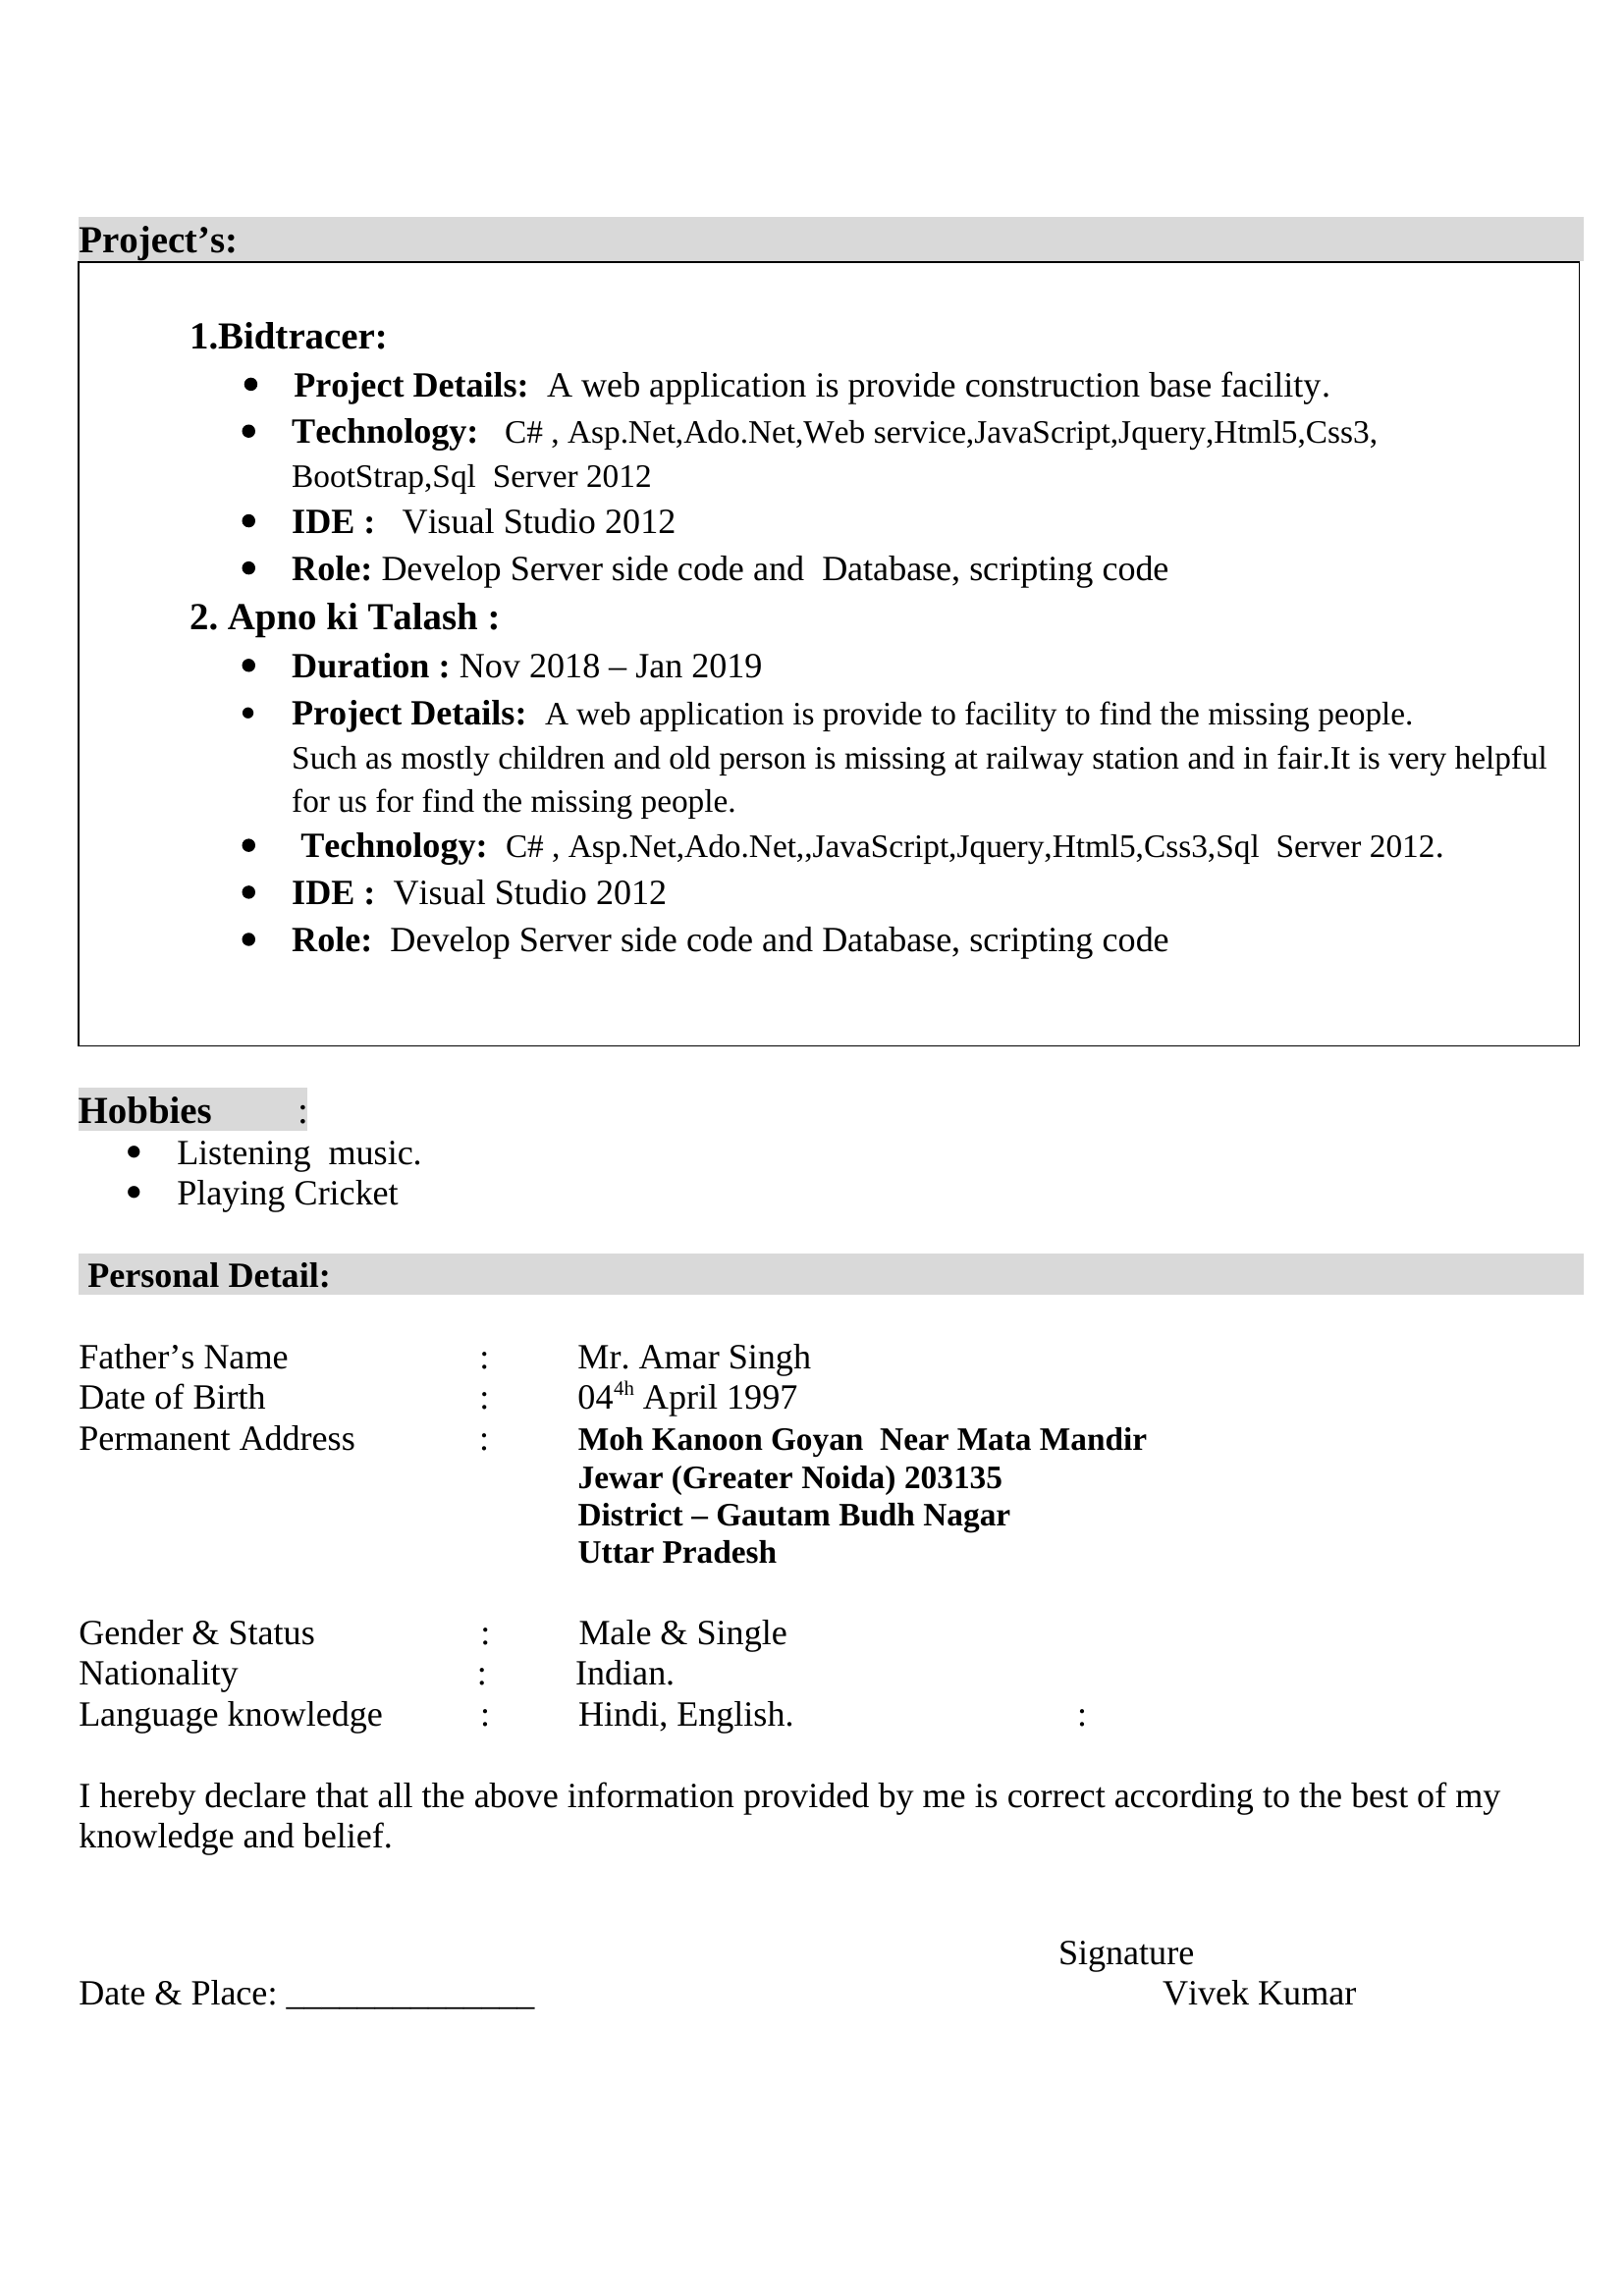 Project’s:
1.Bidtracer:
● Project Details: A web application is provide construction base facility.
● Technology: C# , Asp.Net,Ado.Net,Web service,JavaScript,Jquery,Html5,Css3,
BootStrap,Sql Server 2012
● IDE : Visual Studio 2012
● Role: Develop Server side code and Database, scripting code
2. Apno ki Talash :
● Duration : Nov 2018 – Jan 2019
● Project Details: A web application is provide to facility to find the missing people.
Such as mostly children and old person is missing at railway station and in fair.It is very helpful
for us for find the missing people.
● Technology: C# , Asp.Net,Ado.Net,,JavaScript,Jquery,Html5,Css3,Sql Server 2012.
● IDE : Visual Studio 2012
● Role: Develop Server side code and Database, scripting code
Hobbies :
● Listening music.
● Playing Cricket
Personal Detail:
Father’s Name : Mr. Amar Singh
Date of Birth : 044h April 1997
Permanent Address : Moh Kanoon Goyan Near Mata Mandir
Jewar (Greater Noida) 203135
District – Gautam Budh Nagar
Uttar Pradesh
Gender & Status : Male & Single
Nationality : Indian.
Language knowledge : Hindi, English. :
I hereby declare that all the above information provided by me is correct according to the best of my
knowledge and belief.
Signature
Date & Place: ______________ Vivek Kumar